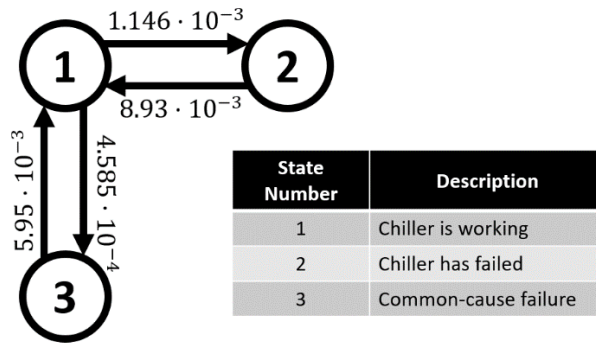 1.146 · 10⁻³
1
2
8.93 · 10⁻³
5.95 · 10⁻³
4.585 · 10⁻⁴
3
State Number
Description
1 Chiller is working
2 Chiller has failed
3 Common-cause failure